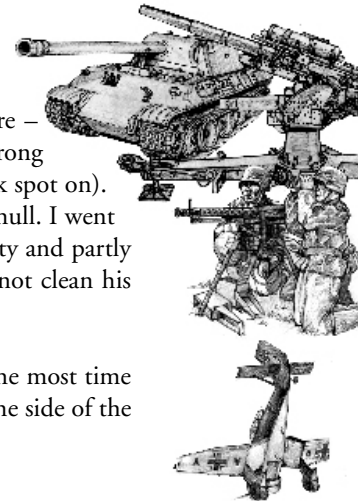 re –
rong
k spot on).
hull. I went
ty and partly
not clean his
he most time
he side of the